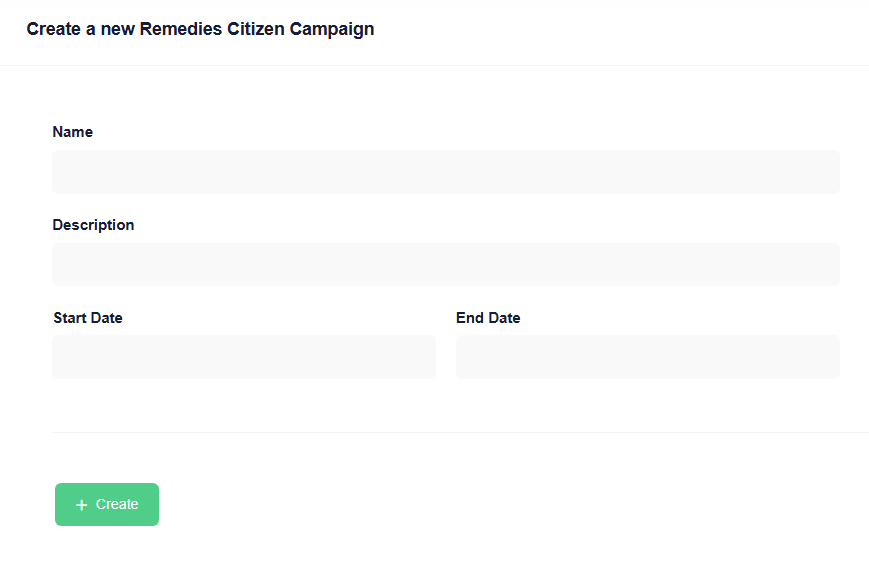 Create a new Remedies Citizen Campaign
Name
Description
Start Date
End Date
+ Create